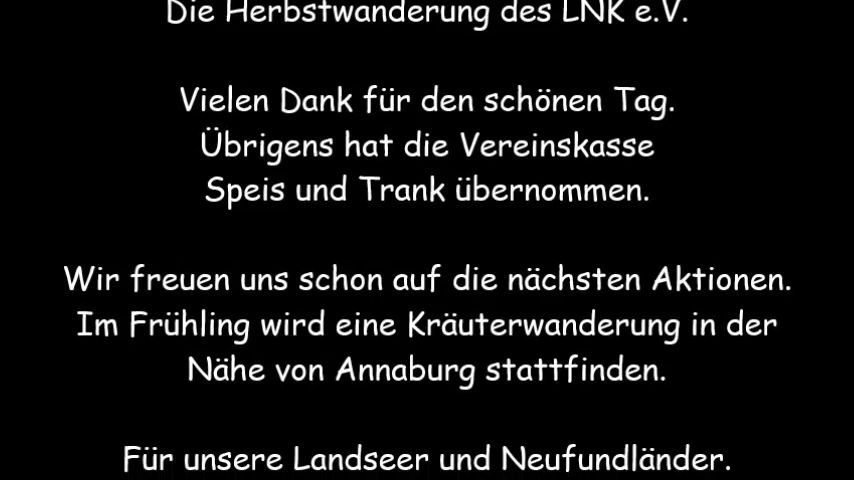 Die Herbstwanderung des LNK e.V.
Vielen Dank für den schönen Tag.
Übrigens hat die Vereinskasse
Speis und Trank übernommen.
Wir freuen uns schon auf die nächsten Aktionen.
Im Frühling wird eine Kräuterwanderung in der
Nähe von Annaburg stattfinden.
Für unsere Landseer und Neufundländer.